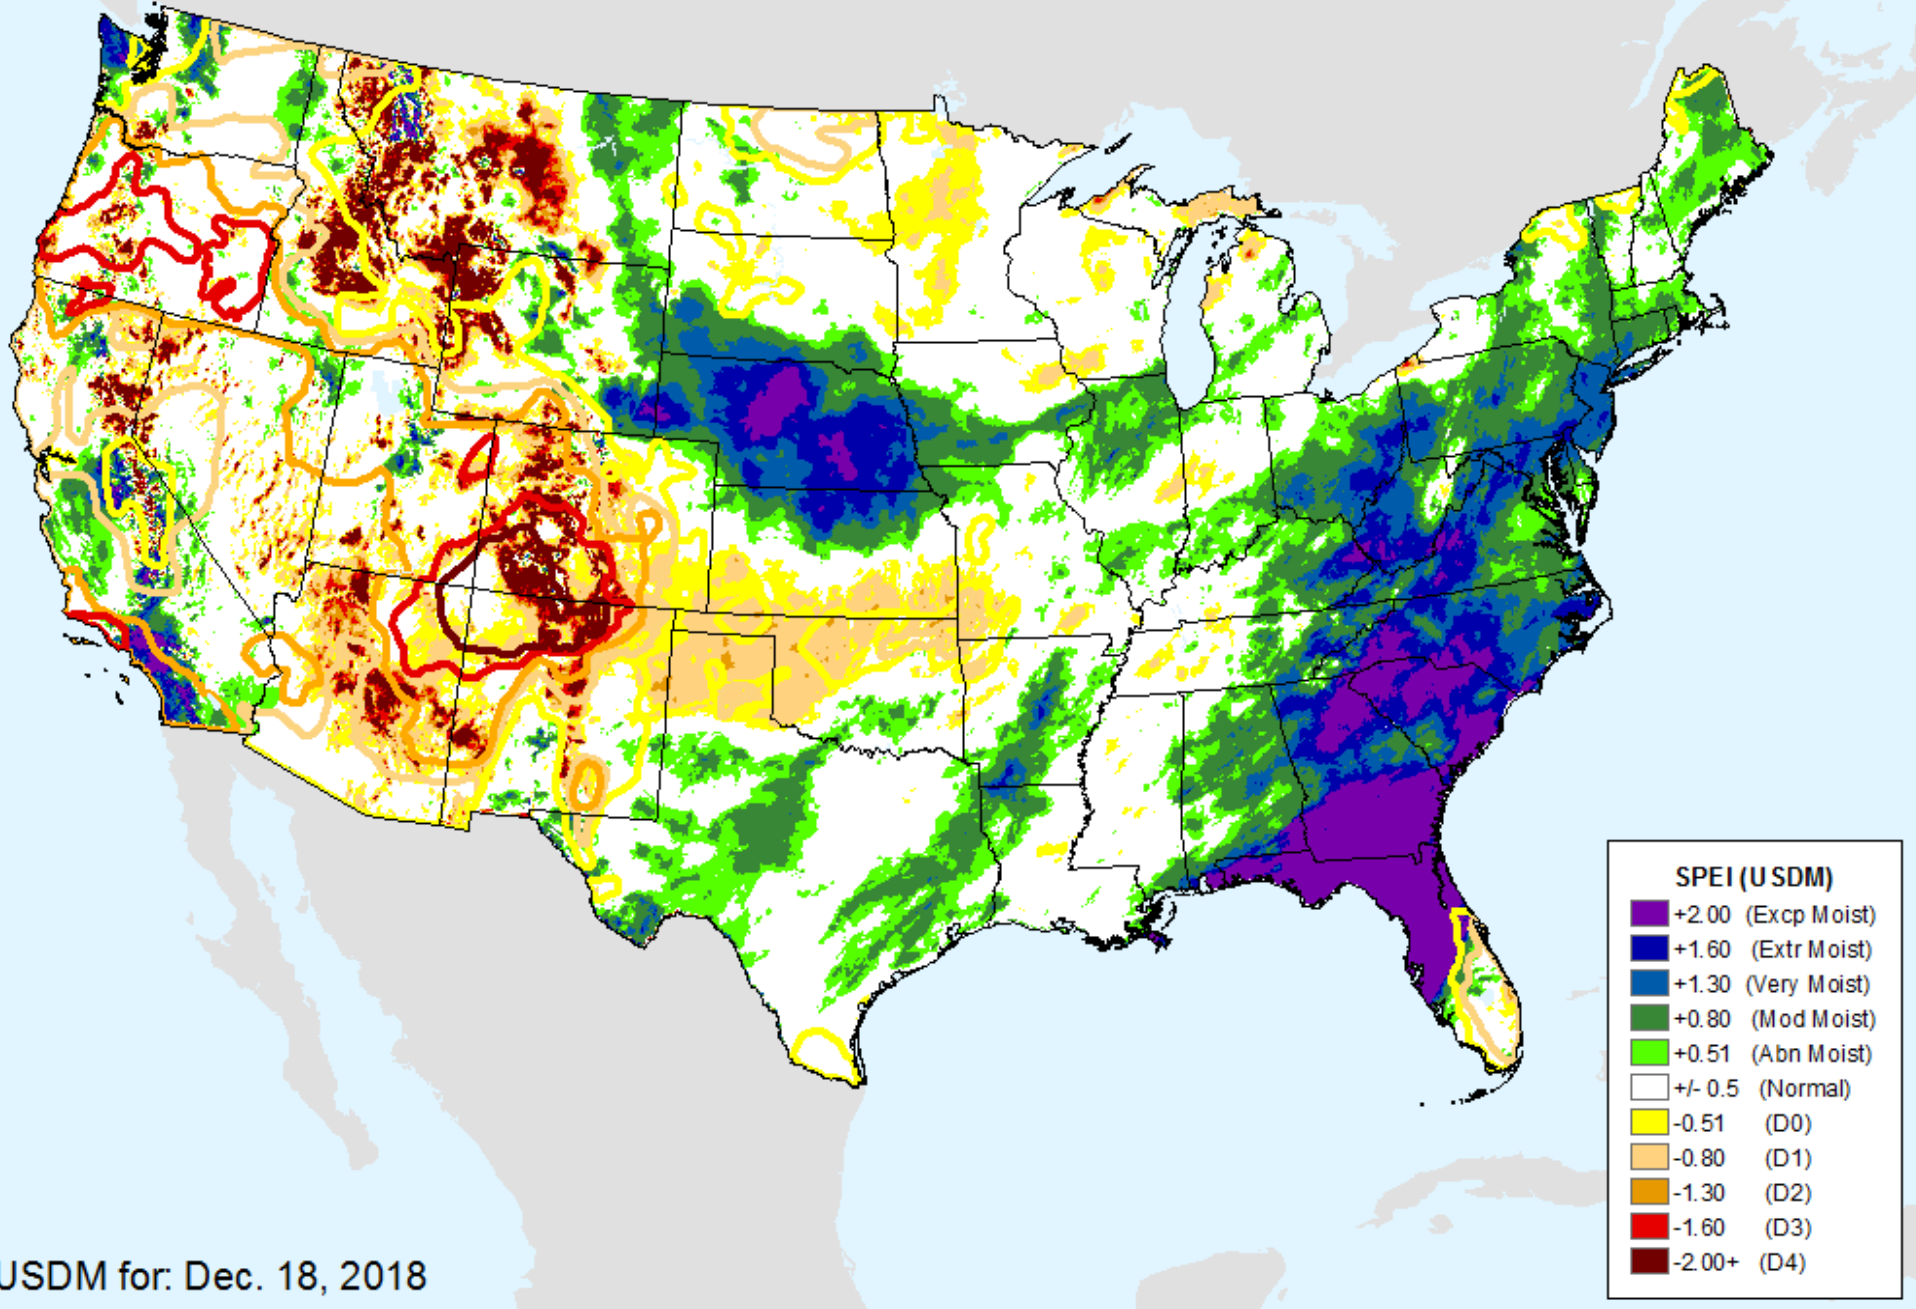 SPEI (USDM)
+2.00 (Excp Moist)
+1.60 (Extr Moist)
+1.30 (Very Moist)
+0.80 (Mod Moist)
+0.51 (Abn Moist)
+/- 0.5 (Normal)
-0.51 (D0)
-0.80 (D1)
-1.30 (D2)
-1.60 (D3)
-2.00+ (D4)
USDM for: Dec. 18, 2018